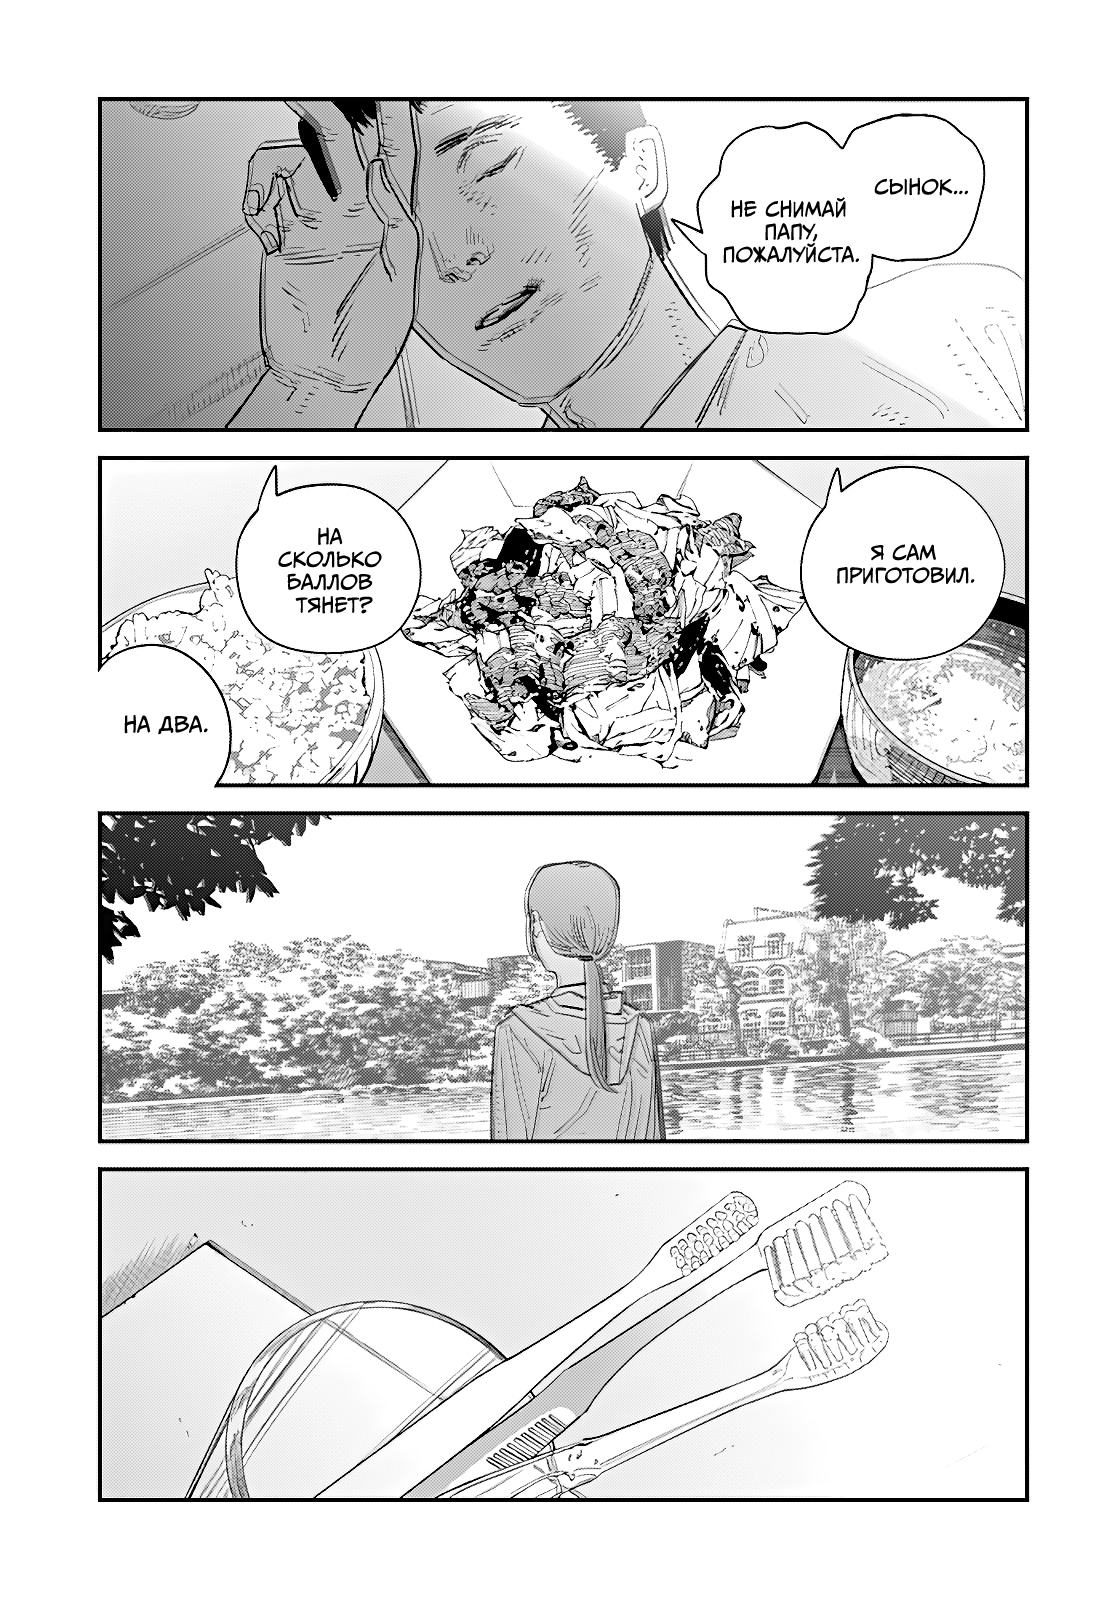 СЫНОК...
НЕ СНИМАЙ
ПАПУ,
ПОЖАЛУЙСТА.
Я САМ
ПРИГОТОВИЛ.
НА
СКОЛЬКО
БАЛЛОВ
ТЯНЕТ?
НА ДВА.